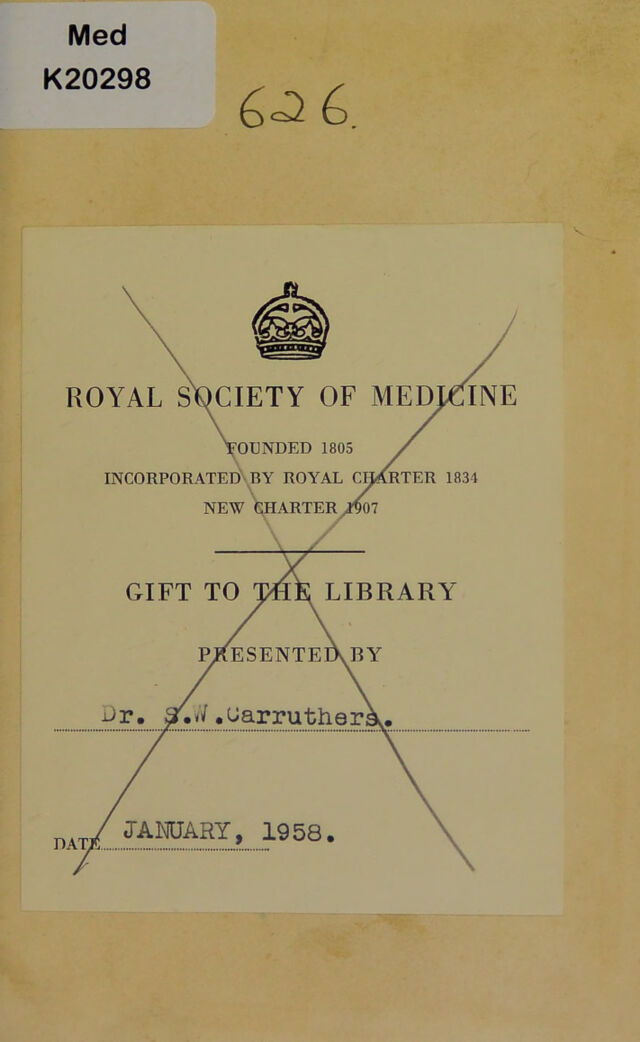 Med
K20298
626.
ROYAL SOCIETY OF MEDICINE
FOUNDED 1805
INCORPORATED BY ROYAL CHARTER 1834
NEW CHARTER 1907
GIFT TO THE LIBRARY
PRESENTED BY
Dr. S.W.Carruthers.
DATE JANUARY, 1958.